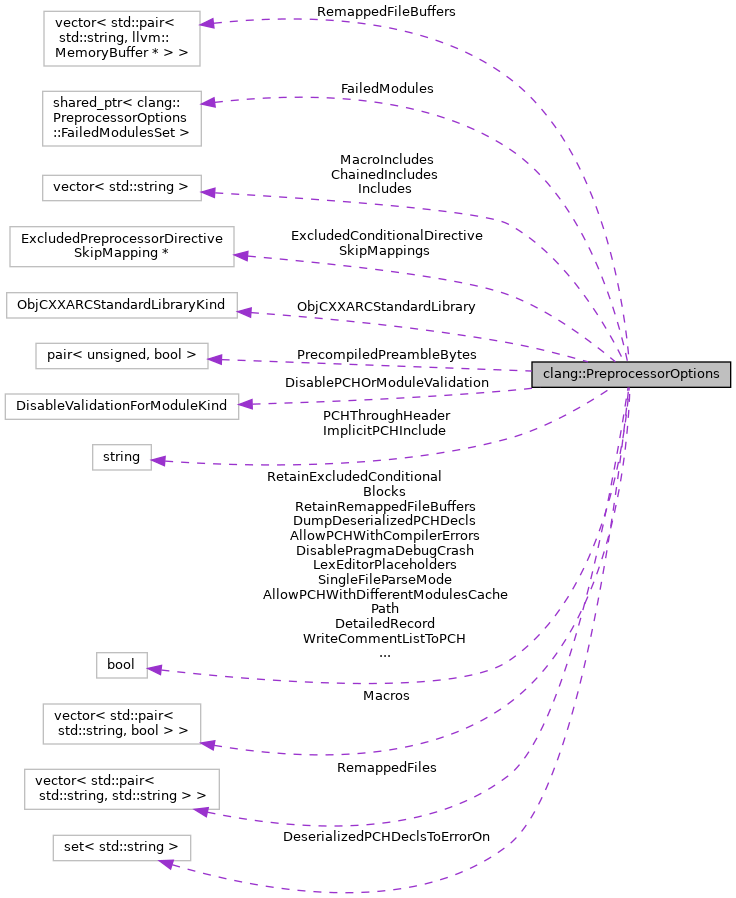 RemappedFileBuffers
vector< std::pair<
std::string, llvm::
MemoryBuffer * > >
FailedModules
shared_ptr< clang::
PreprocessorOptions
::FailedModulesSet >
MacroIncludes
ChainedIncludes
Includes
vector< std::string >
ExcludedConditionalDirective
SkipMappings
ExcludedPreprocessorDirective
SkipMapping *
ObjCXXARCStandardLibraryKind
ObjCXXARCStandardLibrary
pair< unsigned, bool >
PrecompiledPreambleBytes
clang::PreprocessorOptions
DisablePCHOrModuleValidation
DisableValidationForModuleKind
PCHThroughHeader
ImplicitPCHInclude
string
RetainExcludedConditional
Blocks
RetainRemappedFileBuffers
DumpDeserializedPCHDecls
AllowPCHWithCompilerErrors
DisablePragmaDebugCrash
LexEditorPlaceholders
SingleFileParseMode
AllowPCHWithDifferentModulesCache
Path
DetailedRecord
WriteCommentListToPCH
...
bool
Macros
vector< std::pair<
std::string, bool > >
RemappedFiles
vector< std::pair<
std::string, std::string > >
DeserializedPCHDeclsToErrorOn
set< std::string >